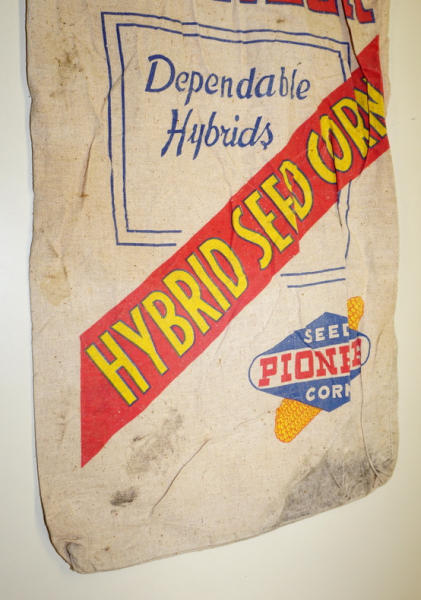 Dependable
Hybrids
HYBRID SEED CORN
SEED
PIONEER
CORN